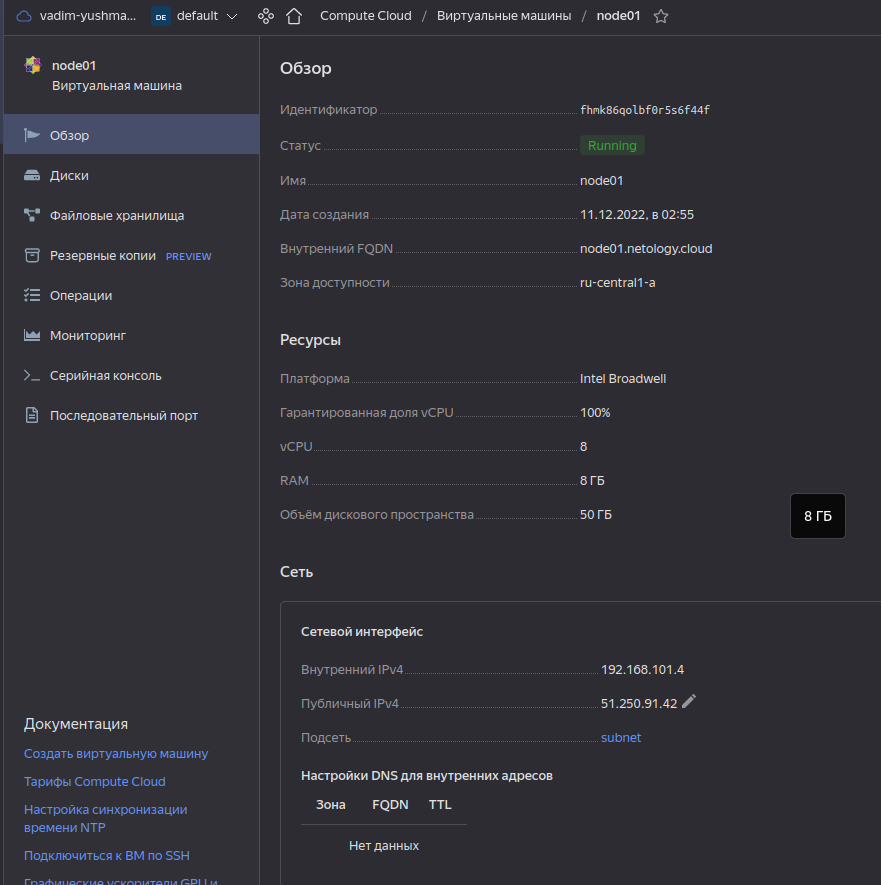 vadim-yushma... DE default Compute Cloud / Виртуальные машины / node01
node01
Виртуальная машина
Обзор
Диски
Файловые хранилища
Резервные копии PREVIEW
Операции
Мониторинг
Серийная консоль
Последовательный порт
Документация
Создать виртуальную машину
Тарифы Compute Cloud
Настройка синхронизации
времени NTP
Подключиться к ВМ по SSH
Графические ускорители GPU и
Обзор
Идентификатор fhmk86qolbf0r5s6f44f
Статус Running
Имя node01
Дата создания 11.12.2022, в 02:55
Внутренний FQDN node01.netology.cloud
Зона доступности ru-central1-a
Ресурсы
Платформа Intel Broadwell
Гарантированная доля vCPU 100%
vCPU 8
RAM 8 ГБ
Объём дискового пространства 50 ГБ
8 ГБ
Сеть
Сетевой интерфейс
Внутренний IPv4 192.168.101.4
Публичный IPv4 51.250.91.42
Подсеть subnet
Настройки DNS для внутренних адресов
Зона FQDN TTL
Нет данных